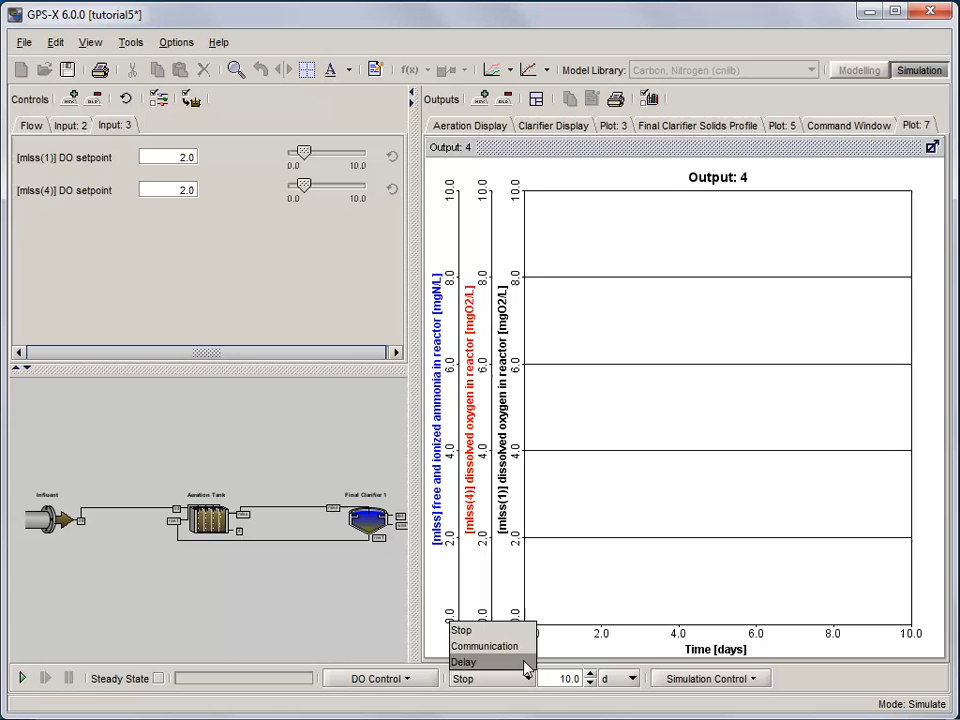 GPS-X 6.0.0 [tutorial5*]
File Edit View Tools Options Help
Model Library: Carbon, Nitrogen (cnlib) Modelling Simulation
Controls
Flow Input: 2 Input: 3
[mlss(1)] DO setpoint 2.0
0.0 10.0
[mlss(4)] DO setpoint 2.0
0.0 10.0
Influent
Aeration Tank
Final Clarifier 1
Outputs
Aeration Display Clarifier Display Plot: 3 Final Clarifier Solids Profile Plot: 5 Command Window Plot: 7
Output: 4
Output: 4
[mlss] free and ionized ammonia in reactor [mgN/L]
0.0 2.0 4.0 6.0 8.0 10.0
[mlss(4)] dissolved oxygen in reactor [mgO2/L]
0.0 2.0 4.0 6.0 8.0 10.0
[mlss(1)] dissolved oxygen in reactor [mgO2/L]
2.0 4.0 6.0 8.0 10.0
2.0 4.0 6.0 8.0 10.0
Time [days]
Stop
Communication
Delay
Steady State DO Control Stop 10.0 d Simulation Control
Mode: Simulate